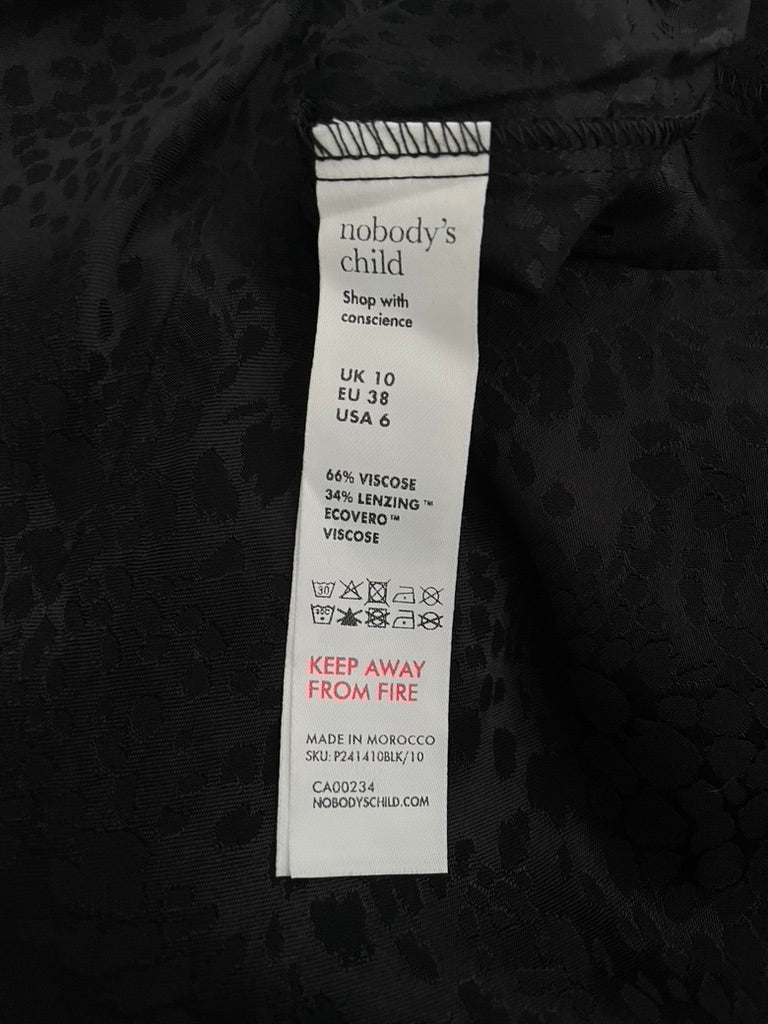 nobody's
child
Shop with
conscience
UK 10
EU 38
USA 6
66% VISCOSE
34% LENZING™
ECOVERO™
VISCOSE
30
KEEP AWAY
FROM FIRE
MADE IN MOROCCO
SKU: P241410BLK/10
CA00234
NOBODYSCHILD.COM